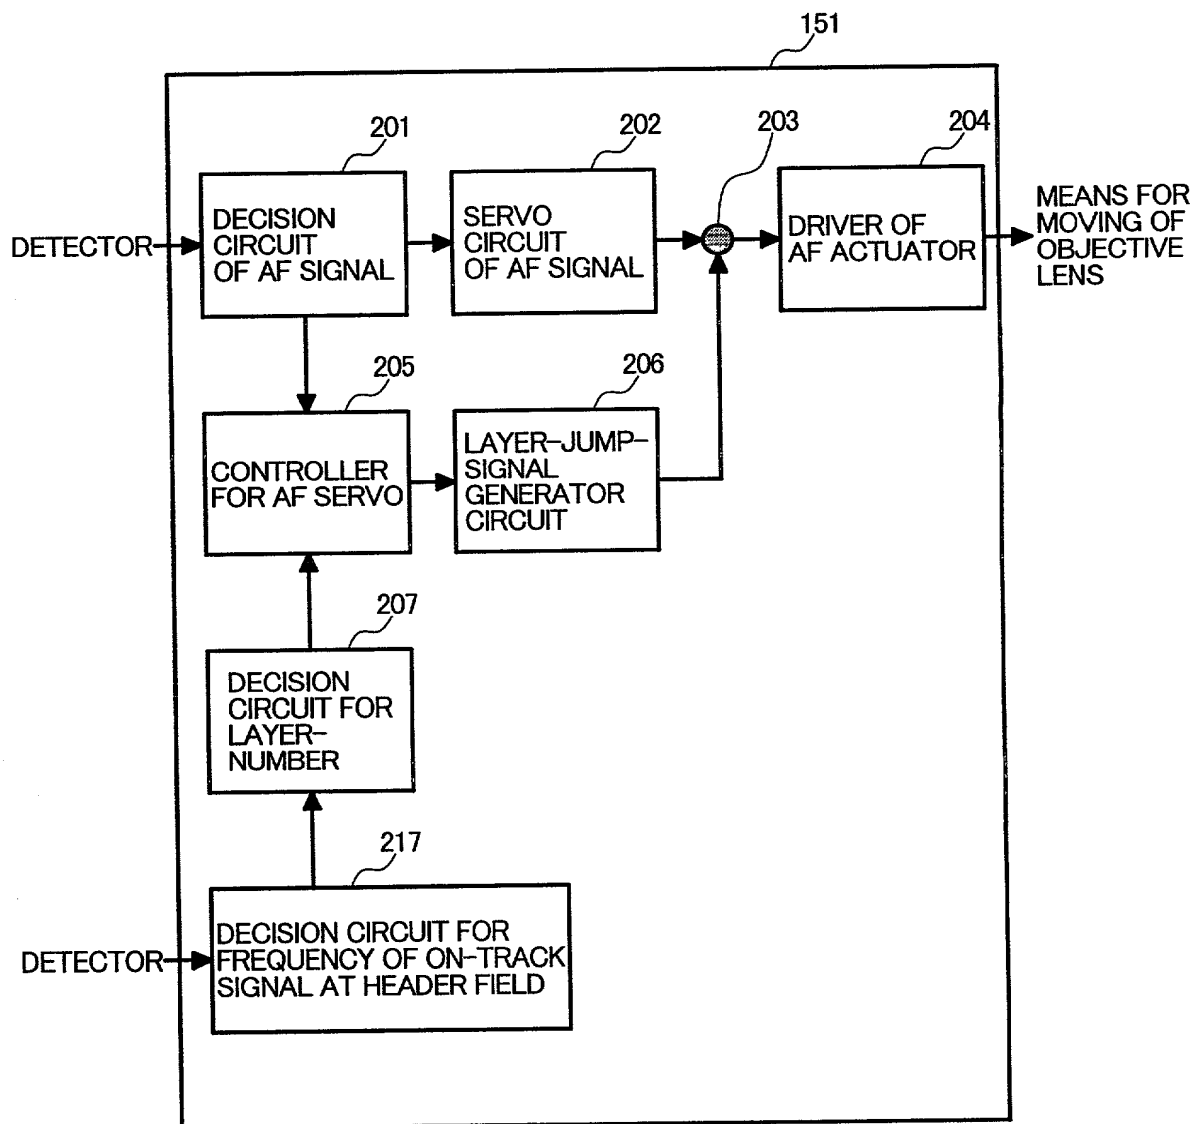 151
201
202
203
204
DETECTOR
DECISION
CIRCUIT
OF AF SIGNAL
SERVO
CIRCUIT
OF AF SIGNAL
DRIVER OF
AF ACTUATOR
MEANS FOR
MOVING OF
OBJECTIVE
LENS
205
206
CONTROLLER
FOR AF SERVO
LAYER-JUMP-
SIGNAL
GENERATOR
CIRCUIT
207
DECISION
CIRCUIT FOR
LAYER-
NUMBER
217
DETECTOR
DECISION CIRCUIT FOR
FREQUENCY OF ON-TRACK
SIGNAL AT HEADER FIELD